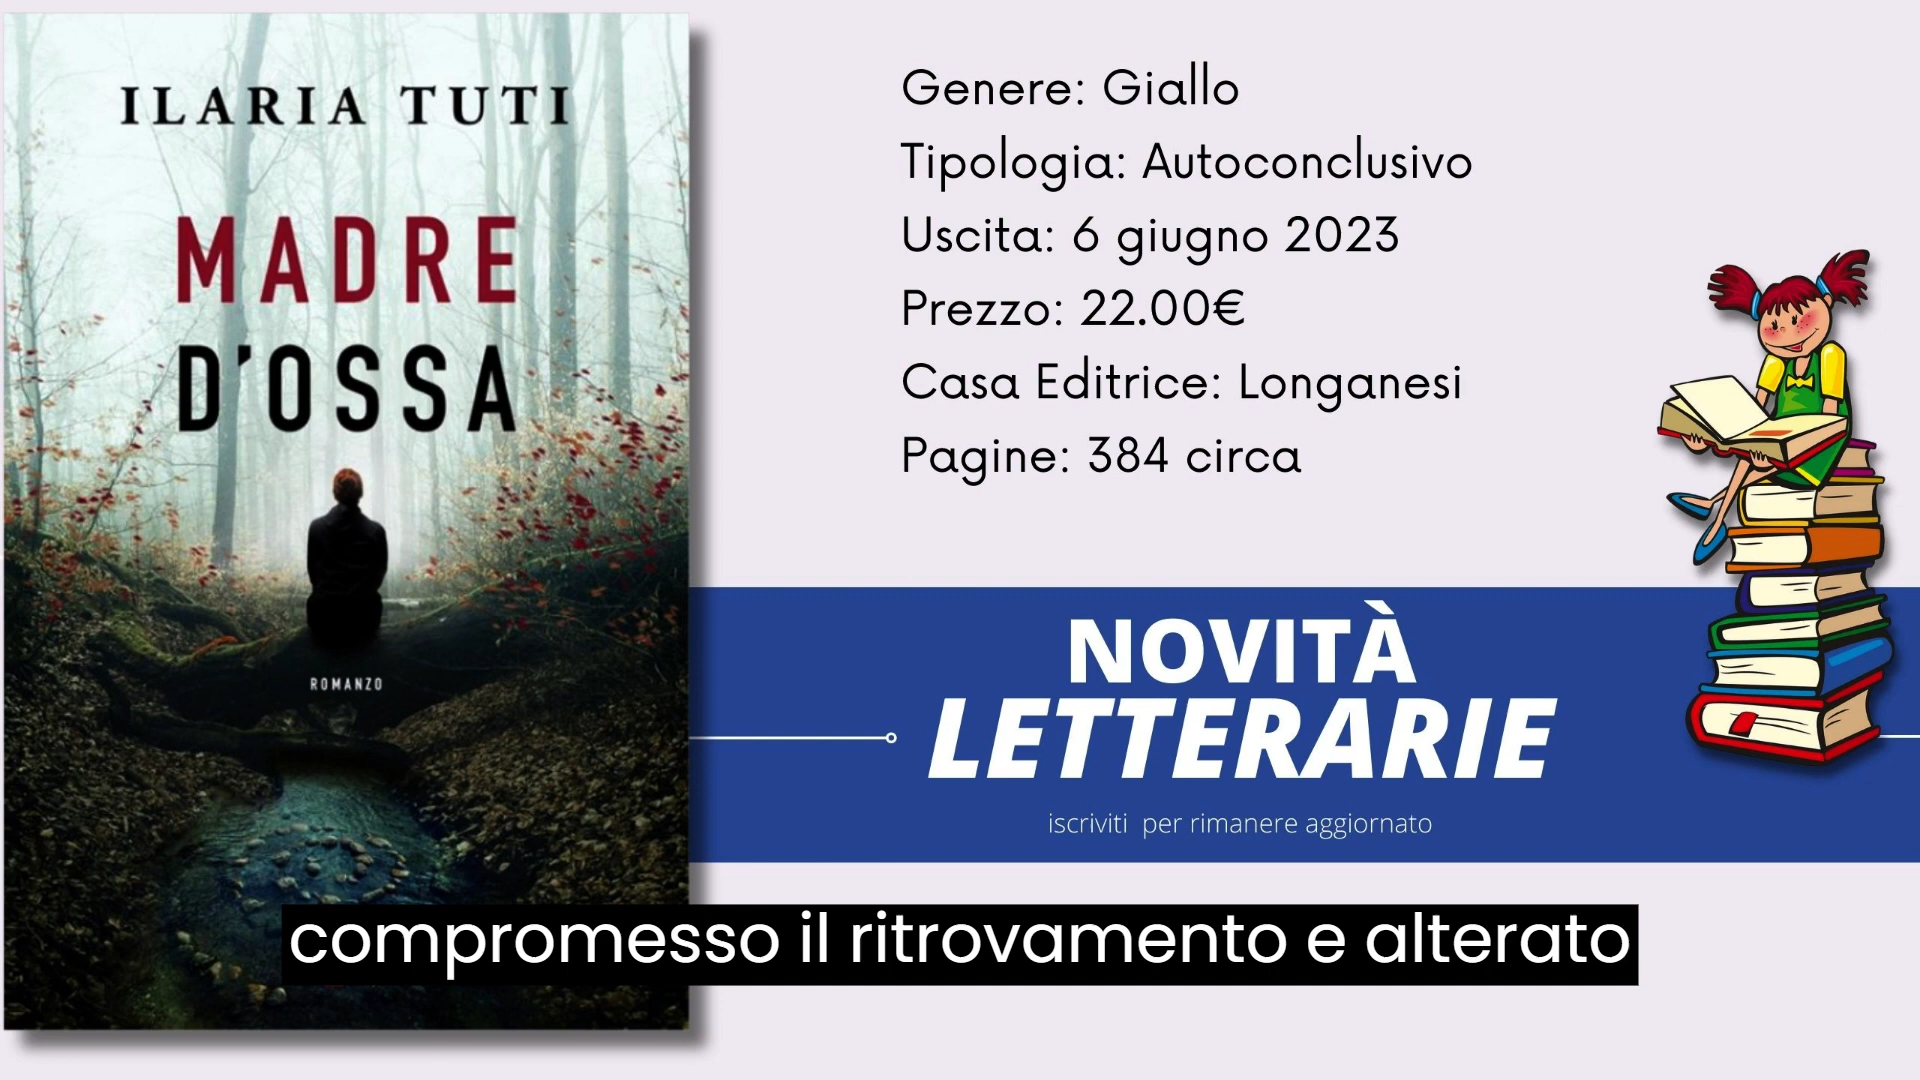 ILARIA TUTI
MADRE
D'OSSA
ROMANZO
Genere: Giallo
Tipologia: Autoconclusivo
Uscita: 6 giugno 2023
Prezzo: 22.00€
Casa Editrice: Longanesi
Pagine: 384 circa
NOVITÀ
LETTERARIE
iscriviti per rimanere aggiornato
compromesso il ritrovamento e alterato